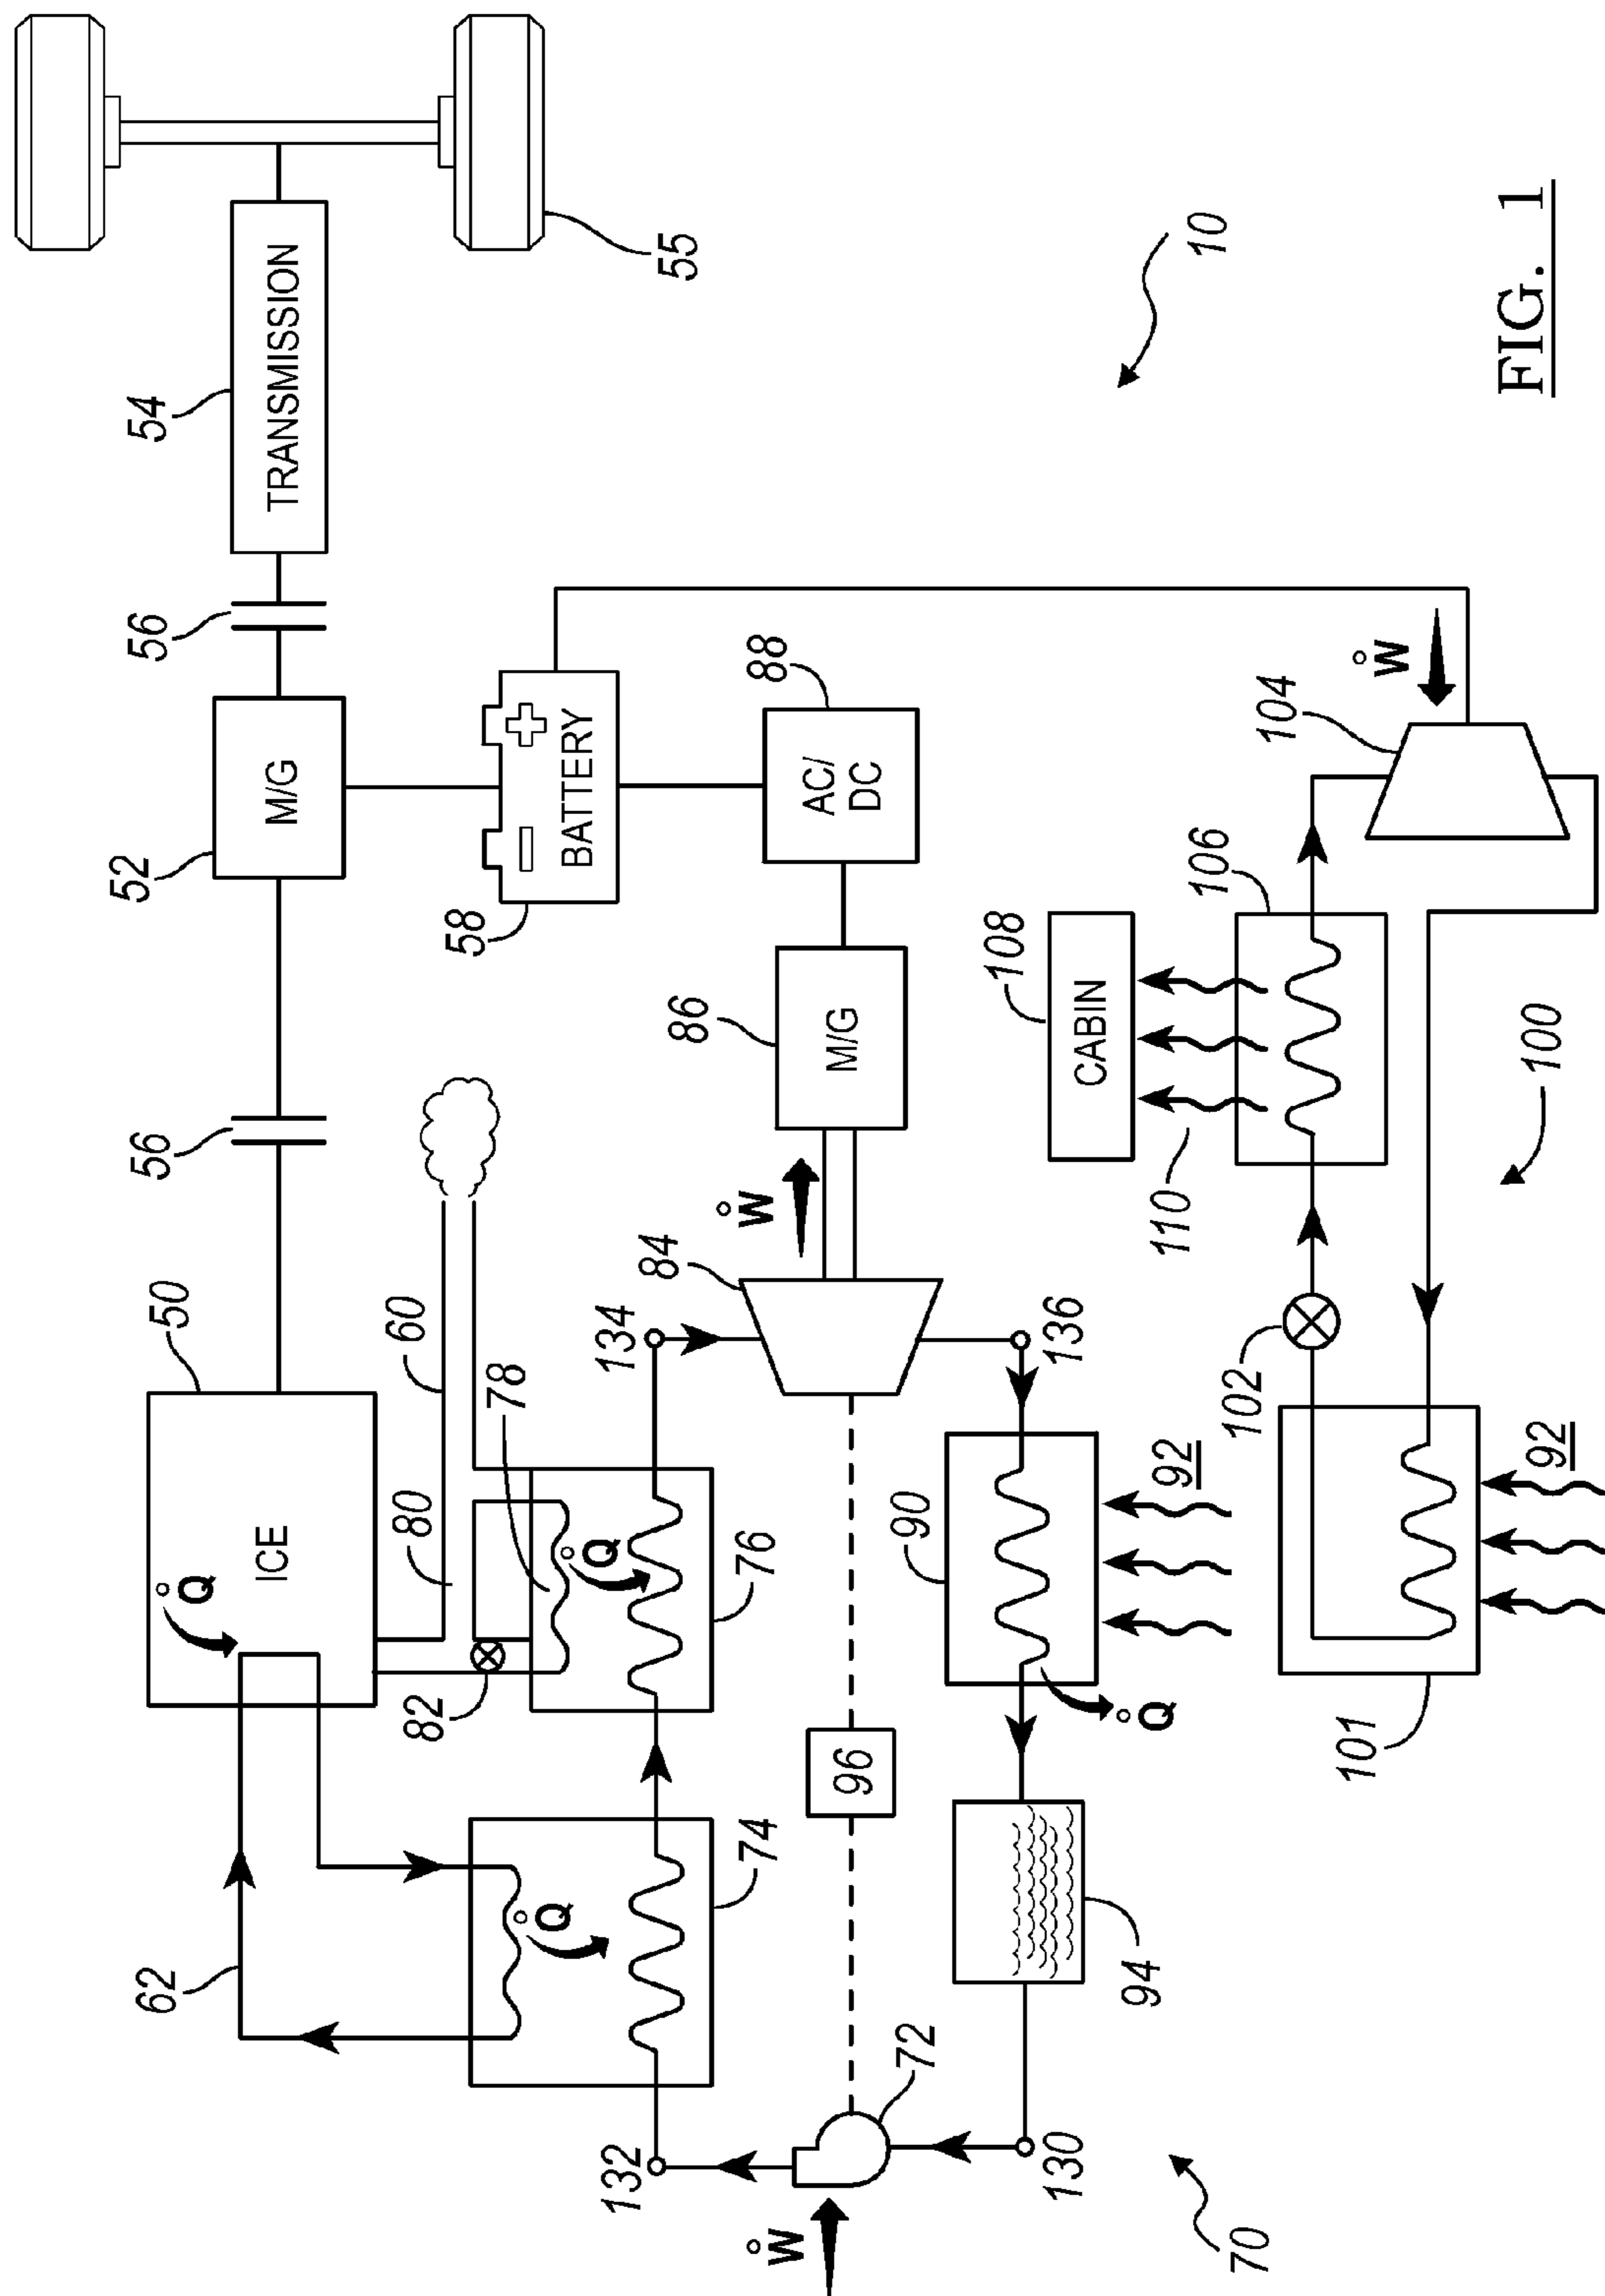 50
56
52
56
54
TRANSMISSION
55
ICE
Q
M/G
62
60
80
78
82
58
BATTERY
Q
Q
74
76
132
134
84
W
86
M/G
88
AC/
DC
W
72
96
136
90
92
Q
94
130
70
108
CABIN
110
106
104
W
102
101
92
100
10
FIG. 1